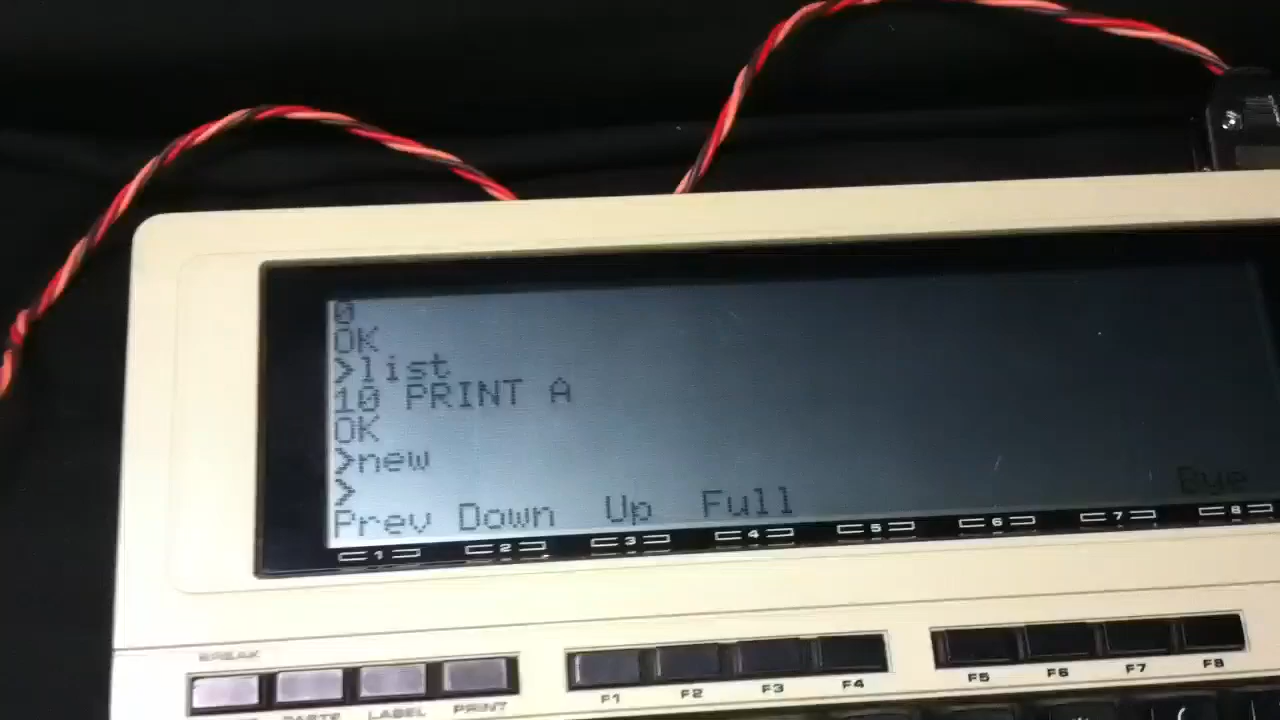 0
OK
>list
10 PRINT A
OK
>new
>
Prev Down Up Full Bye
1 2 3 4 5 6 7 8
BREAK
PASTE LABEL PRINT F1 F2 F3 F4 F5 F6 F7 F8